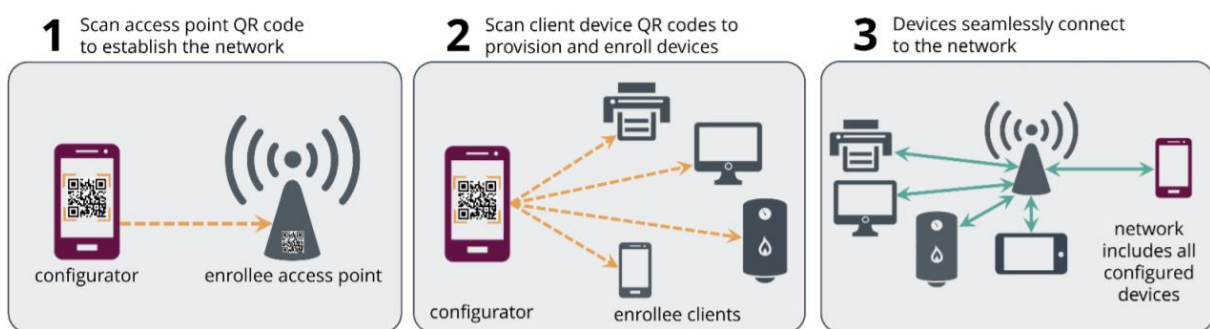 1 Scan access point QR code
to establish the network
configurator
enrollee access point
2 Scan client device QR codes to
provision and enroll devices
configurator
enrollee clients
3 Devices seamlessly connect
to the network
network
includes all
configured
devices